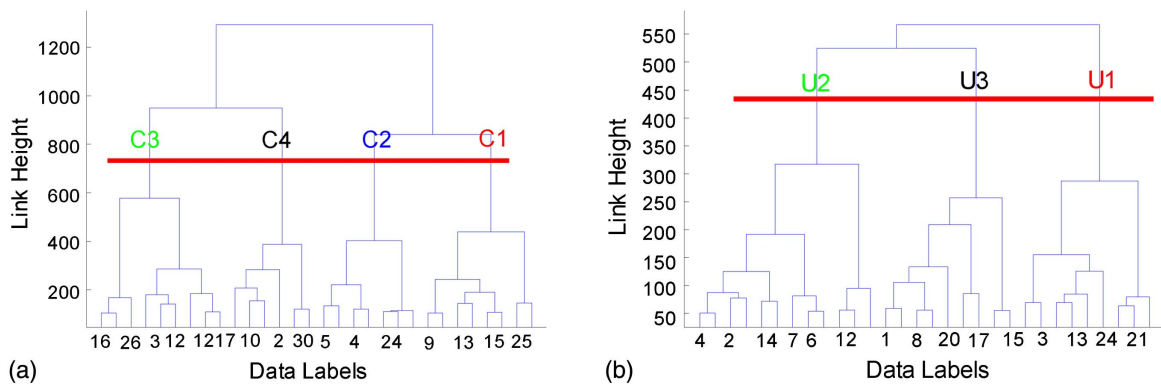 1200
1000
800
600
400
200
Link Height
C3 C4 C2 C1
16 26 3 12 12 17 10 2 30 5 4 24 9 13 15 25
(a) Data Labels
550
500
450
400
350
300
250
200
150
100
50
Link Height
U2 U3 U1
4 2 14 7 6 12 1 8 20 17 15 3 13 24 21
(b) Data Labels